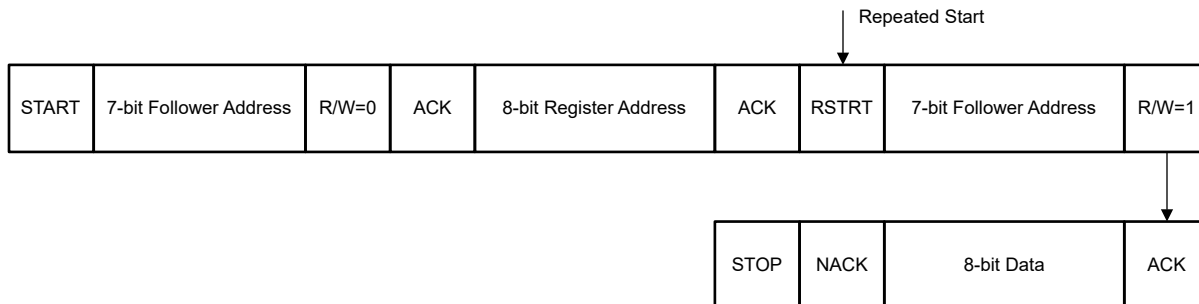 Repeated Start
START 7-bit Follower Address R/W=0 ACK 8-bit Register Address ACK RSTRT 7-bit Follower Address R/W=1
STOP NACK 8-bit Data ACK